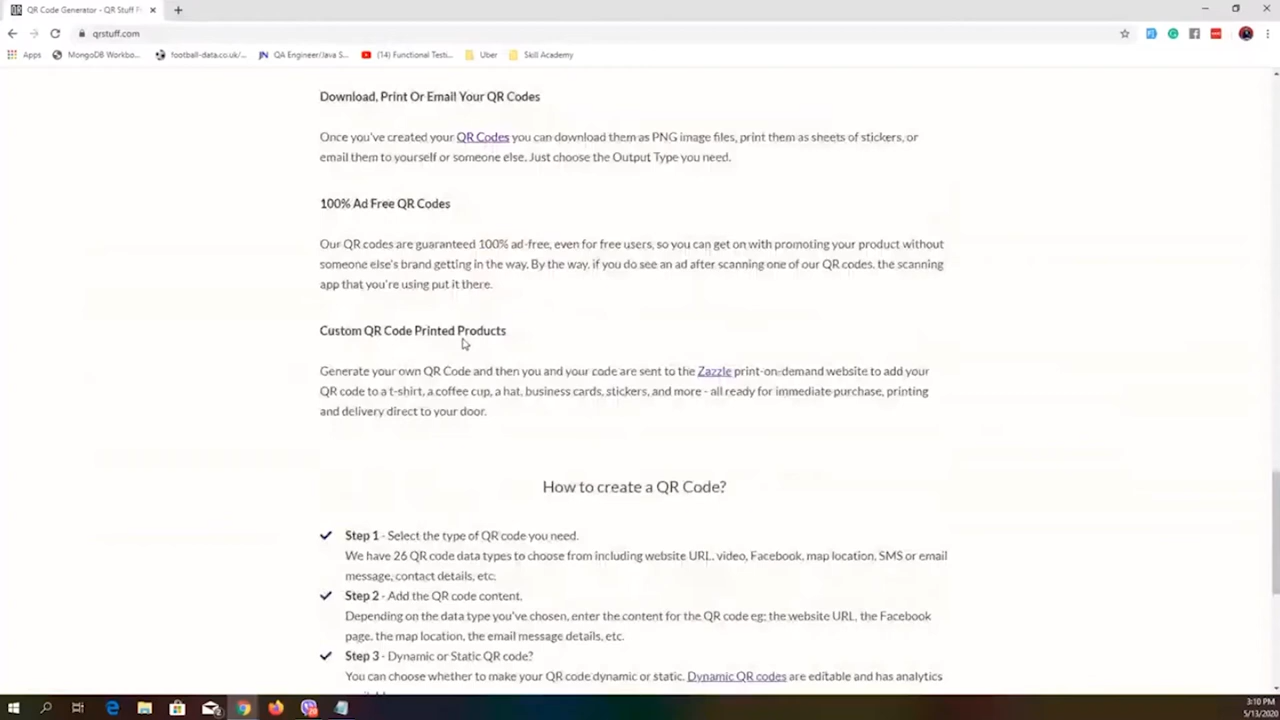 QR Code Generator - QR Stuff Fr
qrstuff.com
Apps MongoDB Workbo... football-data.co.uk/... QA Engineer/Java S... (14) Functional Testi... Uber Skill Academy
Download, Print Or Email Your QR Codes
Once you've created your QR Codes you can download them as PNG image files, print them as sheets of stickers, or
email them to yourself or someone else. Just choose the Output Type you need.
100% Ad Free QR Codes
Our QR codes are guaranteed 100% ad-free, even for free users, so you can get on with promoting your product without
someone else's brand getting in the way. By the way, if you do see an ad after scanning one of our QR codes, the scanning
app that you're using put it there.
Custom QR Code Printed Products
Generate your own QR Code and then you and your code are sent to the Zazzle print-on-demand website to add your
QR code to a t-shirt, a coffee cup, a hat, business cards, stickers, and more - all ready for immediate purchase, printing
and delivery direct to your door.
How to create a QR Code?
Step 1 - Select the type of QR code you need.
We have 26 QR code data types to choose from including website URL, video, Facebook, map location, SMS or email
message, contact details, etc.
Step 2 - Add the QR code content.
Depending on the data type you've chosen, enter the content for the QR code eg; the website URL, the Facebook
page, the map location, the email message details, etc.
Step 3 - Dynamic or Static QR code?
You can choose whether to make your QR code dynamic or static. Dynamic QR codes are editable and has analytics
3:10 PM
5/13/2020